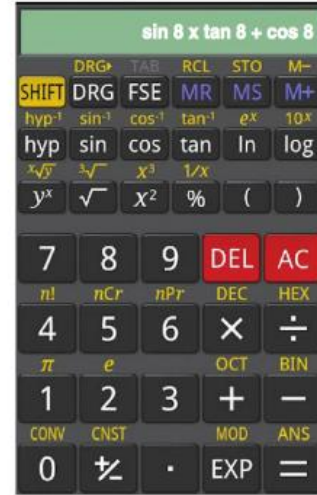 sin 8 x tan 8 + cos 8
DRG▸ TAB RCL STO M−
SHIFT DRG FSE MR MS M+
hyp⁻¹ sin⁻¹ cos⁻¹ tan⁻¹ eˣ 10ˣ
hyp sin cos tan ln log
ˣ√y ³√ x³ 1/x
yˣ √ x² % ( )
7 8 9 DEL AC
n! nCr nPr DEC HEX
4 5 6 × ÷
π e OCT BIN
1 2 3 + −
CONV CNST MOD ANS
0 +/− · EXP =